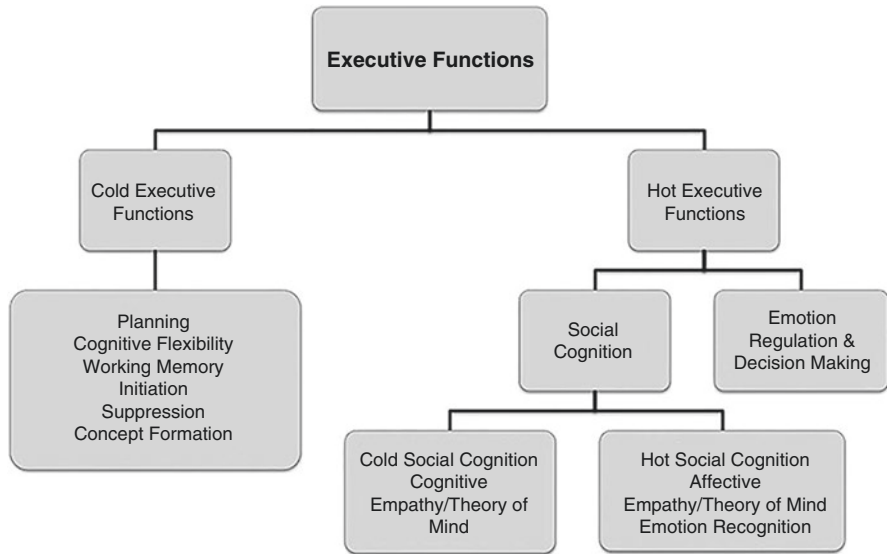 Executive Functions
Cold Executive
Functions
Hot Executive
Functions
Planning
Cognitive Flexibility
Working Memory
Initiation
Suppression
Concept Formation
Social
Cognition
Emotion
Regulation &
Decision Making
Cold Social Cognition
Cognitive
Empathy/Theory of
Mind
Hot Social Cognition
Affective
Empathy/Theory of Mind
Emotion Recognition